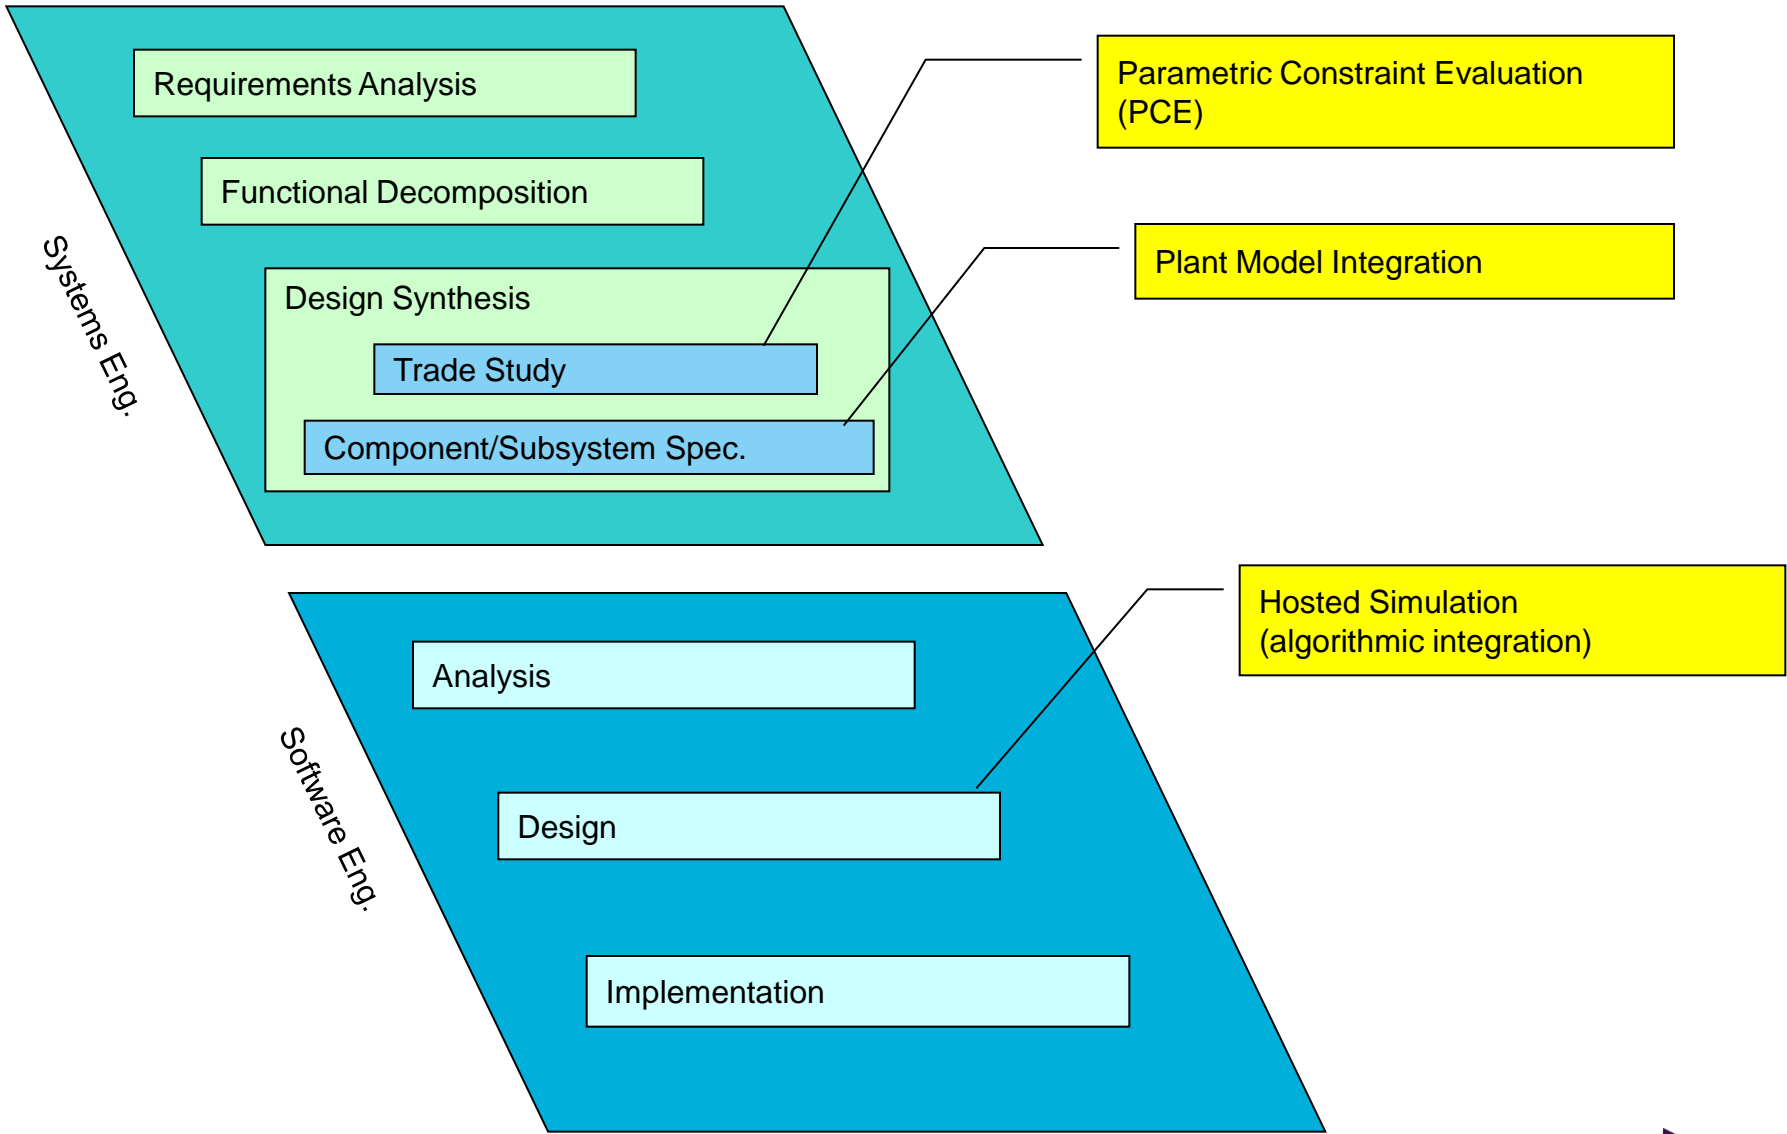 Requirements Analysis
Functional Decomposition
Design Synthesis
Trade Study
Component/Subsystem Spec.
Systems Eng.
Parametric Constraint Evaluation
(PCE)
Plant Model Integration
Hosted Simulation
(algorithmic integration)
Analysis
Design
Implementation
Software Eng.